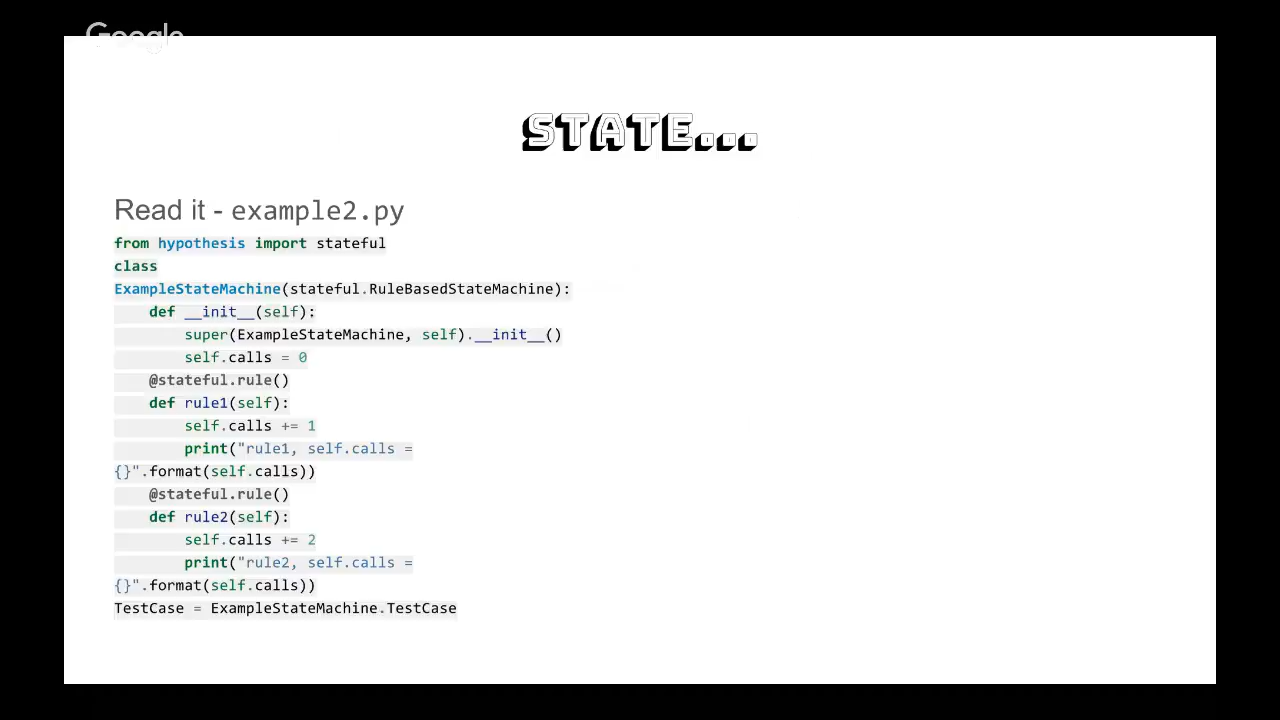 Google
STATE...
Read it - example2.py
from hypothesis import stateful
class
ExampleStateMachine(stateful.RuleBasedStateMachine):
    def __init__(self):
        super(ExampleStateMachine, self).__init__()
        self.calls = 0
    @stateful.rule()
    def rule1(self):
        self.calls += 1
        print("rule1, self.calls =
{}".format(self.calls))
    @stateful.rule()
    def rule2(self):
        self.calls += 2
        print("rule2, self.calls =
{}".format(self.calls))
TestCase = ExampleStateMachine.TestCase